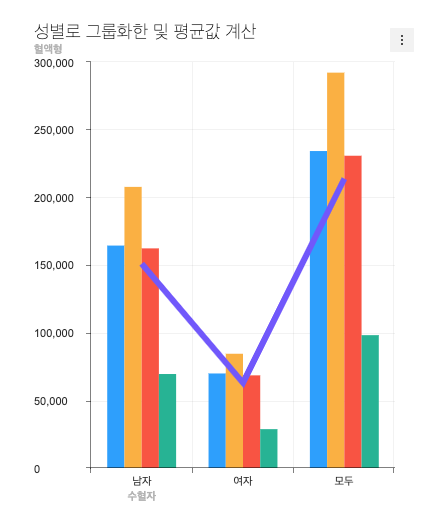 성별로 그룹화한 및 평균값 계산
혈액형
300,000
250,000
200,000
150,000
100,000
50,000
0
남자
여자
모두
수혈자